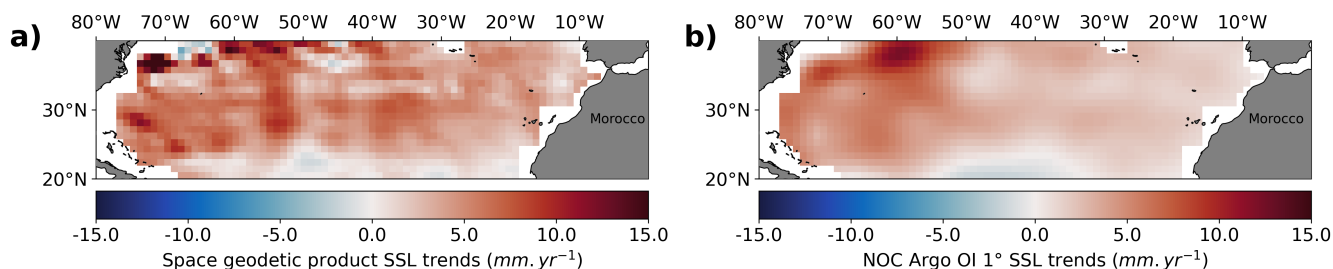 a)
80°W 70°W 60°W 50°W 40°W 30°W 20°W 10°W
30°N
20°N
Morocco
-15.0 -10.0 -5.0 0.0 5.0 10.0 15.0
Space geodetic product SSL trends (mm.yr⁻¹)
b)
80°W 70°W 60°W 50°W 40°W 30°W 20°W 10°W
30°N
20°N
Morocco
-15.0 -10.0 -5.0 0.0 5.0 10.0 15.0
NOC Argo OI 1° SSL trends (mm.yr⁻¹)